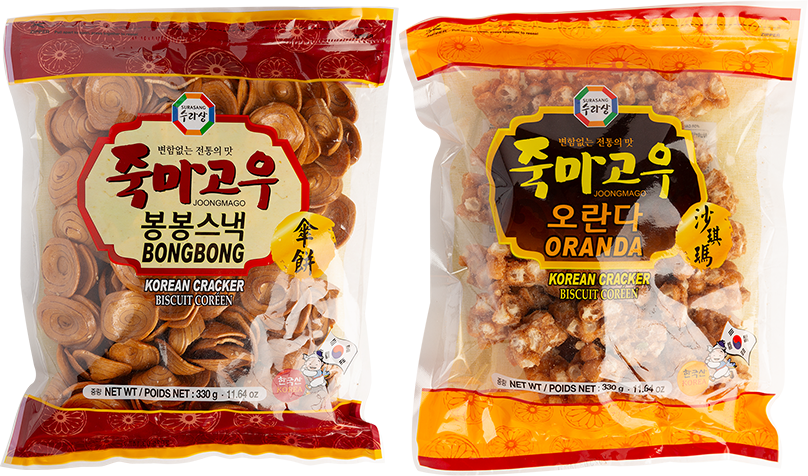 SURASANG
수라상
변함없는 전통의 맛
죽마고우
JOONGMAGO
봉봉스낵
BONGBONG
傘餅
KOREAN CRACKER
BISCUIT COREEN
한국산
중량 NET WT / POIDS NET : 330 g · 11.64 oz
SURASANG
수라상
변함없는 전통의 맛
죽마고우
JOONGMAGO
오란다
ORANDA
沙琪瑪
KOREAN CRACKER
BISCUIT COREEN
한국산
중량 NET WT / POIDS NET : 330 g · 11.64 oz